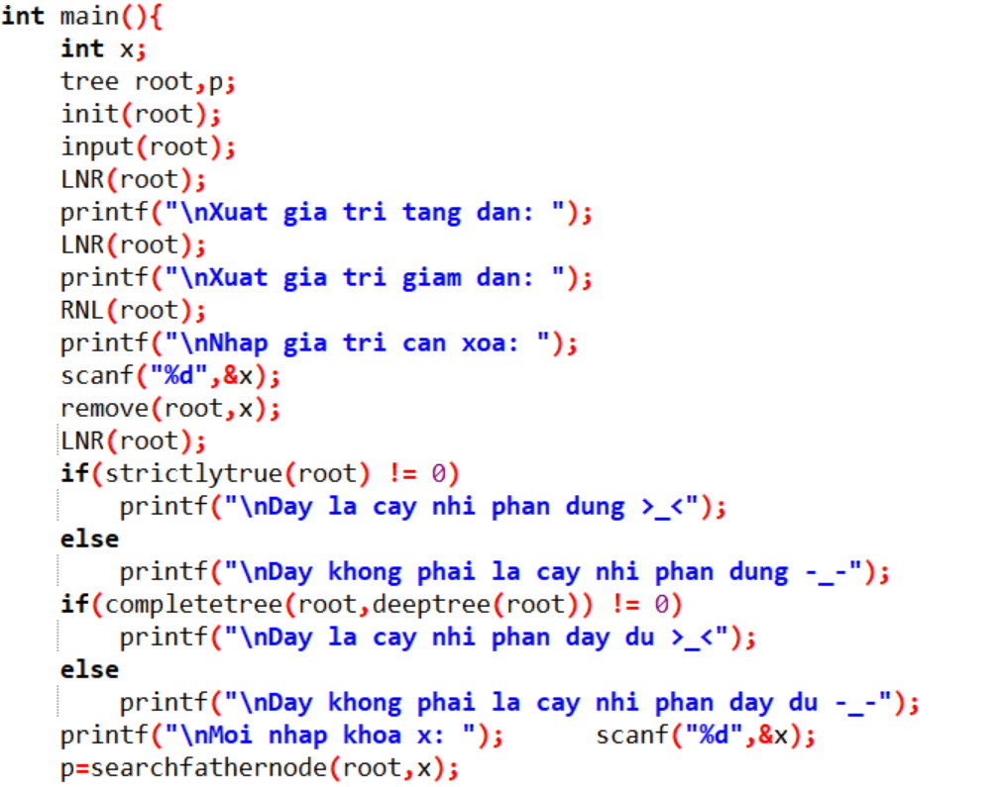 int main(){
    int x;
    tree root,p;
    init(root);
    input(root);
    LNR(root);
    printf("\nXuat gia tri tang dan: ");
    LNR(root);
    printf("\nXuat gia tri giam dan: ");
    RNL(root);
    printf("\nNhap gia tri can xoa: ");
    scanf("%d",&x);
    remove(root,x);
    LNR(root);
    if(strictlytrue(root) != 0)
        printf("\nDay la cay nhi phan dung >_<");
    else
        printf("\nDay khong phai la cay nhi phan dung -_-");
    if(completetree(root,deeptree(root)) != 0)
        printf("\nDay la cay nhi phan day du >_<");
    else
        printf("\nDay khong phai la cay nhi phan day du -_-");
    printf("\nMoi nhap khoa x: ");      scanf("%d",&x);
    p=searchfathernode(root,x);